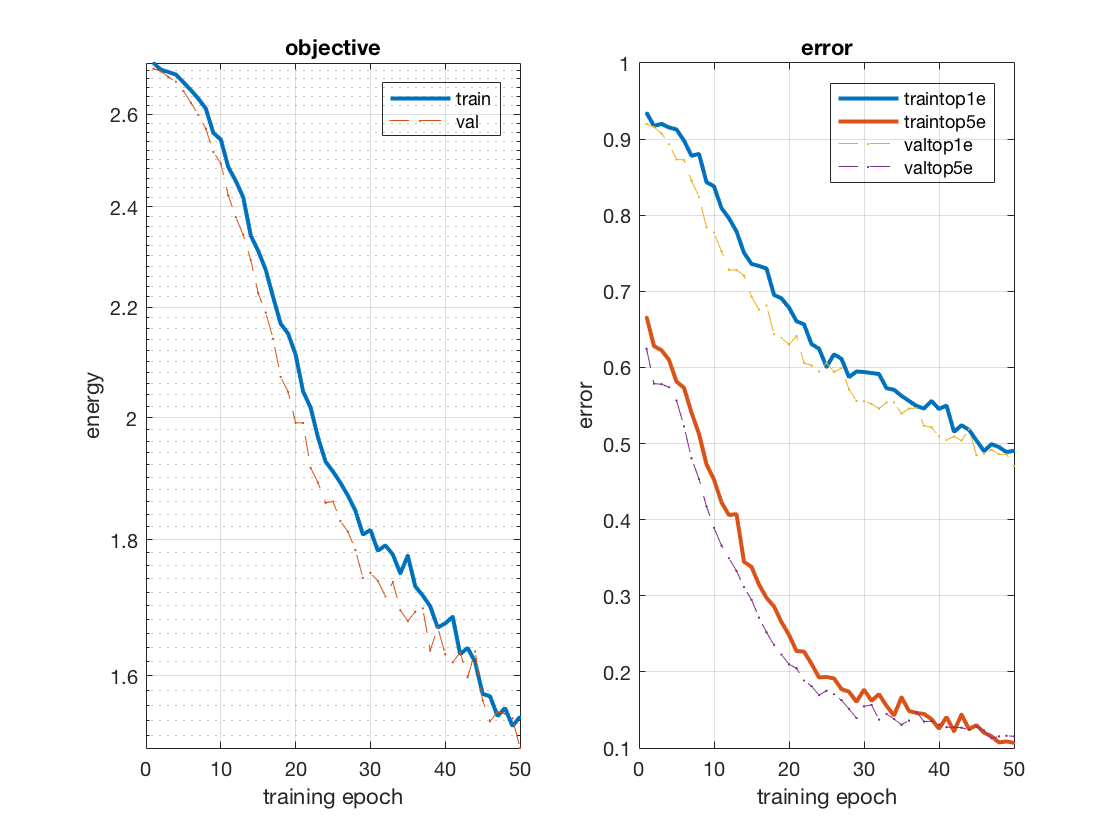 objective
train
val
2.6
2.4
2.2
2
1.8
1.6
energy
0
10
20
30
40
50
training epoch
error
traintop1e
traintop5e
valtop1e
valtop5e
1
0.9
0.8
0.7
0.6
0.5
0.4
0.3
0.2
0.1
error
0
10
20
30
40
50
training epoch